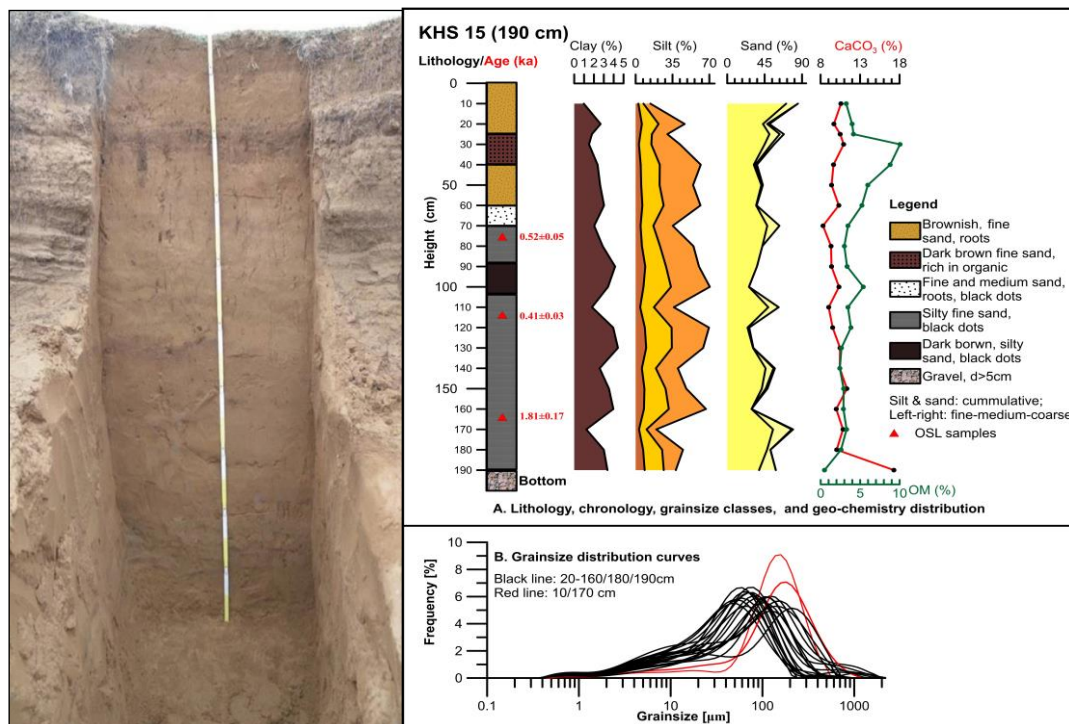 KHS 15 (190 cm)
Lithology/Age (ka)
Clay (%)
Silt (%)
Sand (%)
CaCO3 (%)
0 1 2 3 4 5
0 35 70
0 45 90
8 13 18
Height (cm)
0
10
20
30
40
50
60
70
80
90
100
110
120
130
150
160
170
180
190
0.52±0.05
0.41±0.03
1.81±0.17
Bottom
Legend
Brownish, fine
sand, roots
Dark brown fine sand,
rich in organic
Fine and medium sand,
roots, black dots
Silty fine sand,
black dots
Dark borwn, silty
sand, black dots
Gravel, d>5cm
Silt & sand: cummulative;
Left-right: fine-medium-coarse
OSL samples
0 5 10
OM (%)
A. Lithology, chronology, grainsize classes, and geo-chemistry distribution
B. Grainsize distribution curves
Black line: 20-160/180/190cm
Red line: 10/170 cm
Frequency [%]
10
8
6
4
2
0
0.1 1 10 100 1000
Grainsize [µm]